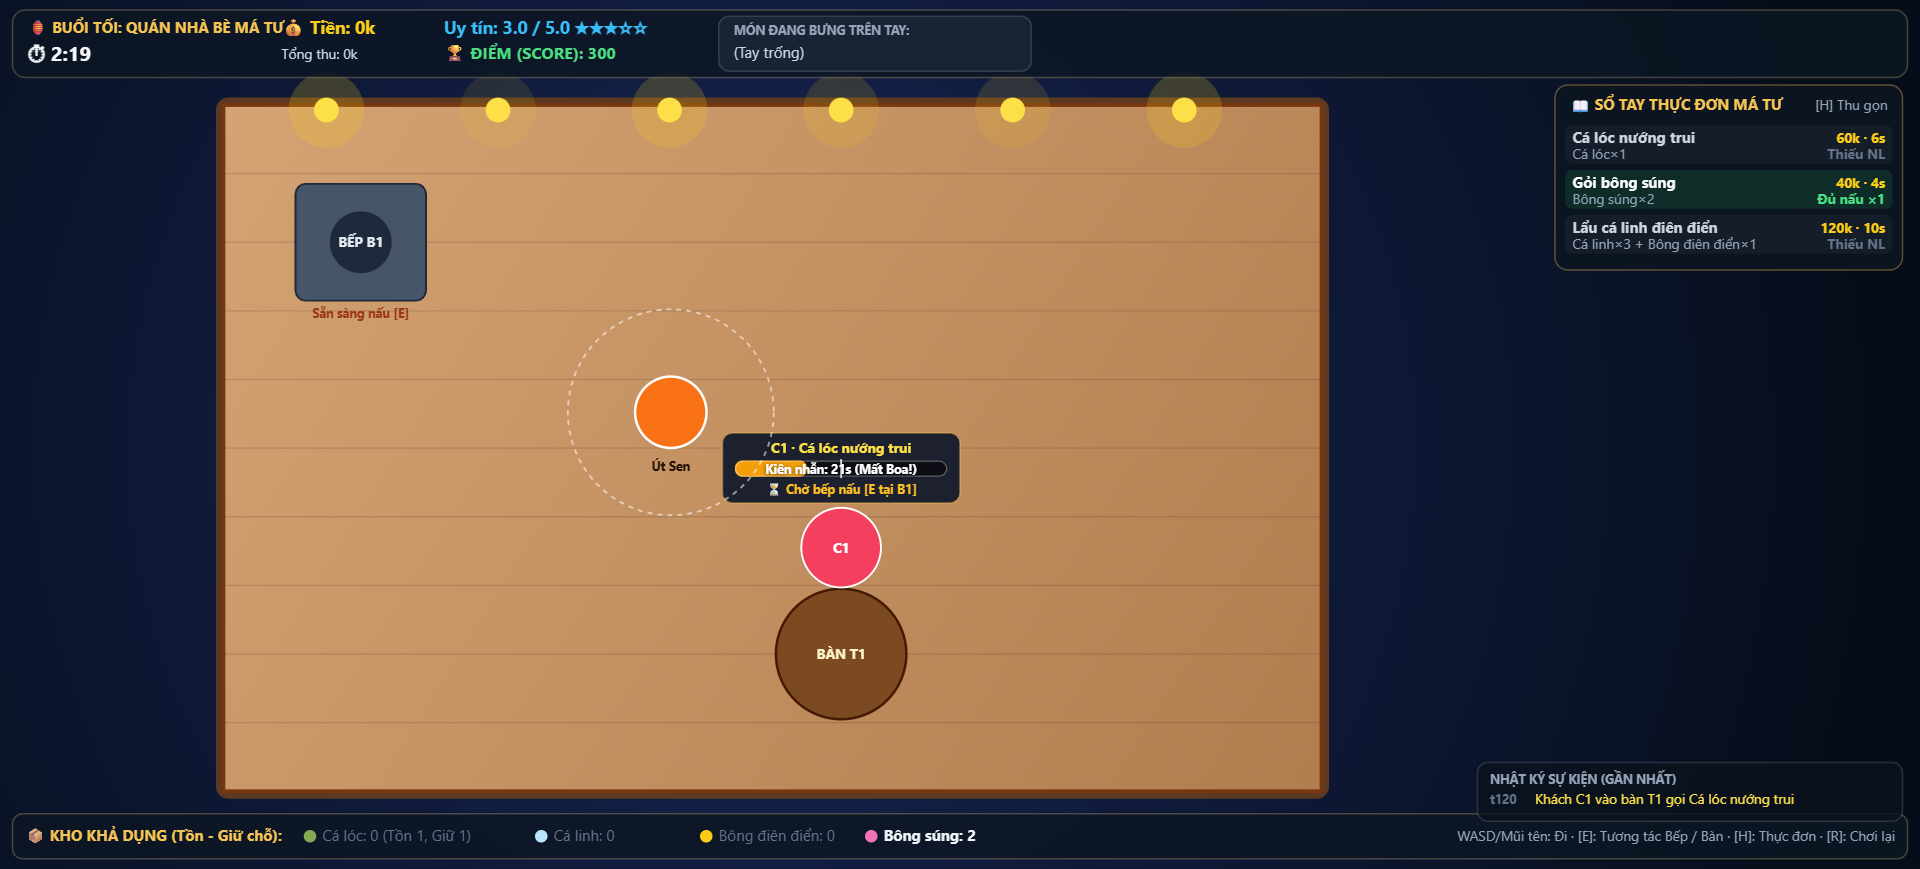 BUỔI TỐI: QUÁN NHÀ BÈ MÁ TƯ
Tiền: 0k
⏱ 2:19
Tổng thu: 0k
Uy tín: 3.0 / 5.0 ★★★☆☆
ĐIỂM (SCORE): 300
MÓN ĐANG BƯNG TRÊN TAY:
(Tay trống)
SỔ TAY THỰC ĐƠN MÁ TƯ
[H] Thu gọn
Cá lóc nướng trui
60k · 6s
Cá lóc×1
Thiếu NL
Gỏi bông súng
40k · 4s
Bông súng×2
Đủ nấu ×1
Lẩu cá linh điên điển
120k · 10s
Cá linh×3 + Bông điên điển×1
Thiếu NL
BẾP B1
Sẵn sàng nấu [E]
Út Sen
C1 · Cá lóc nướng trui
Kiên nhẫn: 21s (Mất Boa!)
⏳ Chờ bếp nấu [E tại B1]
C1
BÀN T1
NHẬT KÝ SỰ KIỆN (GẦN NHẤT)
t120 Khách C1 vào bàn T1 gọi Cá lóc nướng trui
KHO KHẢ DỤNG (Tồn - Giữ chỗ):
Cá lóc: 0 (Tồn 1, Giữ 1)
Cá linh: 0
Bông điên điển: 0
Bông súng: 2
WASD/Mũi tên: Đi · [E]: Tương tác Bếp / Bàn · [H]: Thực đơn · [R]: Chơi lại